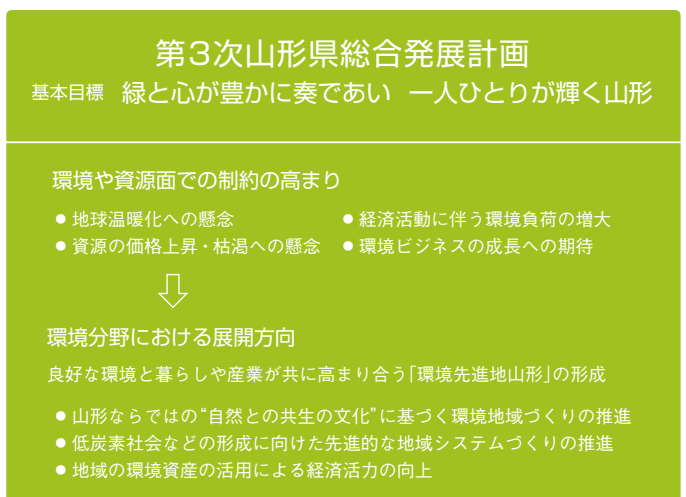 第3次山形県総合発展計画
基本目標 緑と心が豊かに奏であい 一人ひとりが輝く山形
環境や資源面での制約の高まり
●地球温暖化への懸念 ●経済活動に伴う環境負荷の増大
●資源の価格上昇・枯渇への懸念 ●環境ビジネスの成長への期待
環境分野における展開方向
良好な環境と暮らしや産業が共に高まり合う「環境先進地山形」の形成
●山形ならではの“自然との共生の文化”に基づく環境地域づくりの推進
●低炭素社会などの形成に向けた先進的な地域システムづくりの推進
●地域の環境資産の活用による経済活力の向上